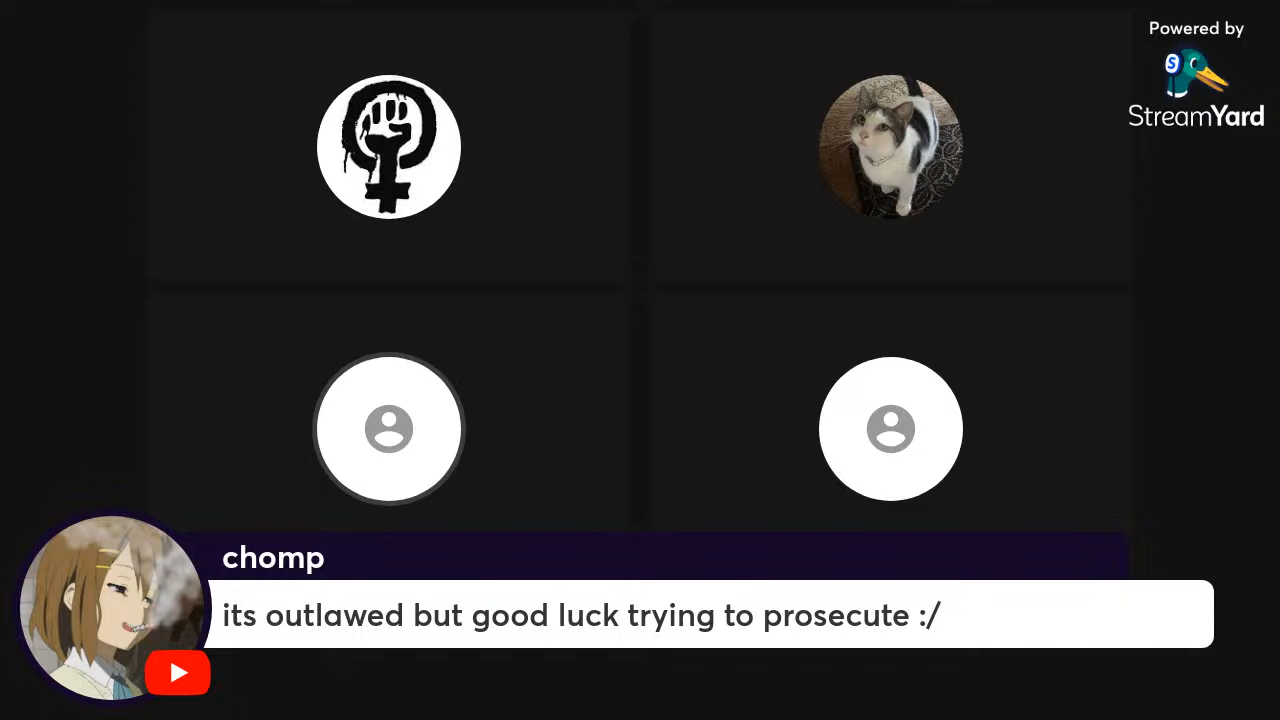 Powered by
S
StreamYard
chomp
its outlawed but good luck trying to prosecute :/